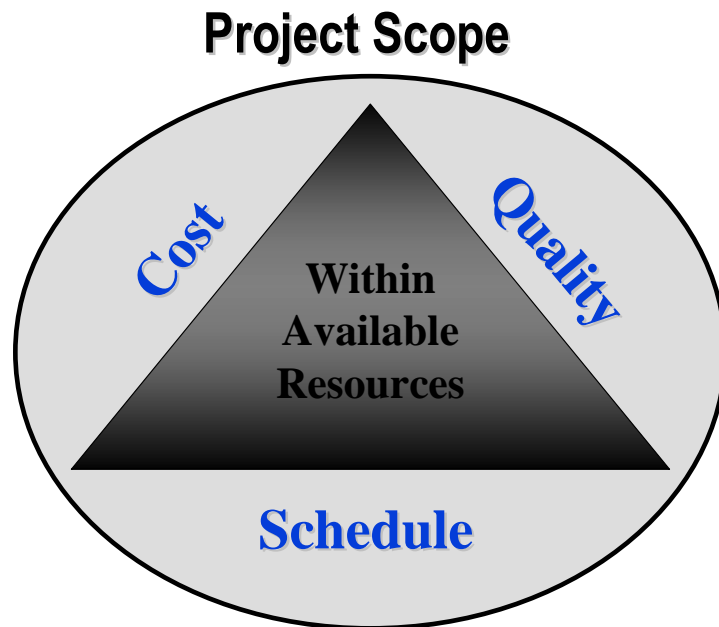 Project Scope
Cost
Quality
Within
Available
Resources
Schedule